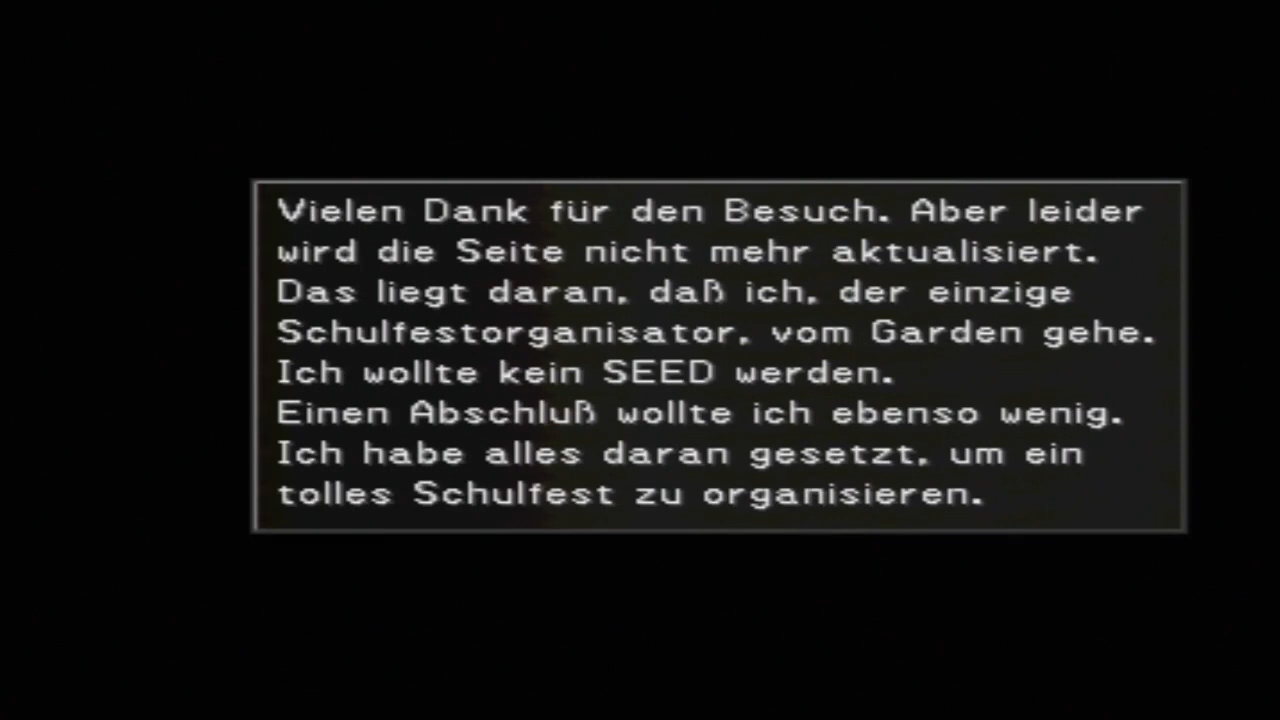 Vielen Dank für den Besuch. Aber leider
wird die Seite nicht mehr aktualisiert.
Das liegt daran, daß ich, der einzige
Schulfestorganisator, vom Garden gehe.
Ich wollte kein SEED werden.
Einen Abschluß wollte ich ebenso wenig.
Ich habe alles daran gesetzt, um ein
tolles Schulfest zu organisieren.